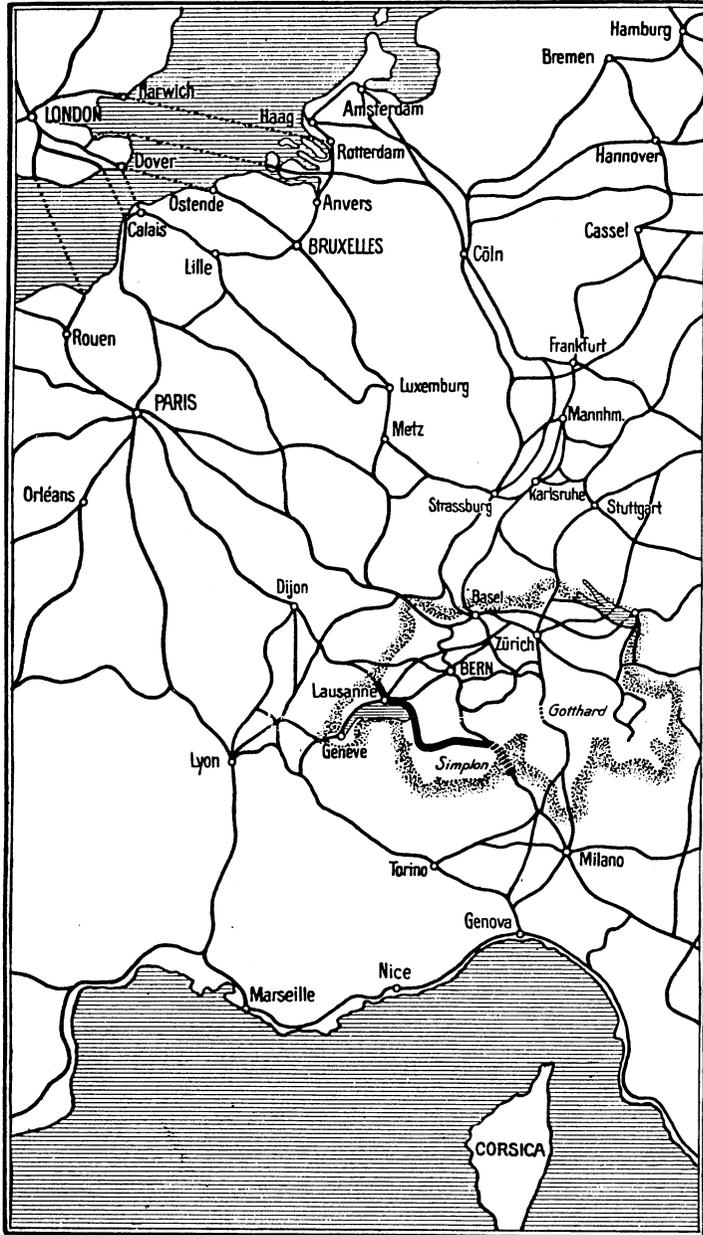 Hamburg
Bremen
Harwich
LONDON
Haag
Amsterdam
Rotterdam
Hannover
Dover
Ostende
Anvers
Calais
BRUXELLES
Cassel
Lille
Cöln
Rouen
Frankfurt
Luxemburg
PARIS
Mannhm.
Metz
Orléans
Strassburg
Karlsruhe
Stuttgart
Dijon
Basel
Zürich
BERN
Lausanne
Gotthard
Genève
Lyon
Simplon
Torino
Milano
Genova
Nice
Marseille
CORSICA